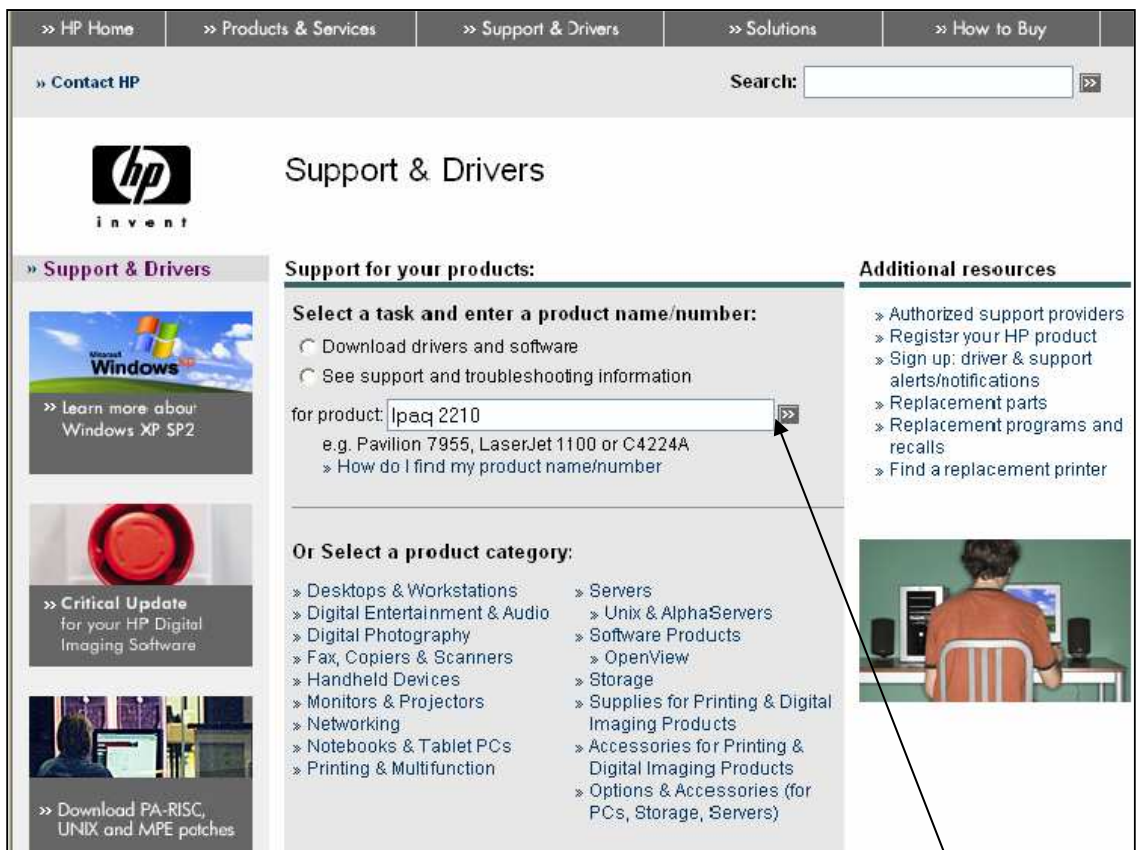 » HP Home » Products & Services » Support & Drivers » Solutions » How to Buy
» Contact HP
Search: »
hp
invent
Support & Drivers
» Support & Drivers
Microsoft
Windows xp
» Learn more about
Windows XP SP2
» Critical Update
for your HP Digital
Imaging Software
» Download PA-RISC,
UNIX and MPE patches
Support for your products:
Select a task and enter a product name/number:
Download drivers and software
See support and troubleshooting information
for product: Ipaq 2210 »
e.g. Pavilion 7955, LaserJet 1100 or C4224A
» How do I find my product name/number
Or Select a product category:
» Desktops & Workstations
» Digital Entertainment & Audio
» Digital Photography
» Fax, Copiers & Scanners
» Handheld Devices
» Monitors & Projectors
» Networking
» Notebooks & Tablet PCs
» Printing & Multifunction
» Servers
» Unix & AlphaServers
» Software Products
» OpenView
» Storage
» Supplies for Printing & Digital
Imaging Products
» Accessories for Printing &
Digital Imaging Products
» Options & Accessories (for
PCs, Storage, Servers)
Additional resources
» Authorized support providers
» Register your HP product
» Sign up: driver & support
alerts/notifications
» Replacement parts
» Replacement programs and
recalls
» Find a replacement printer